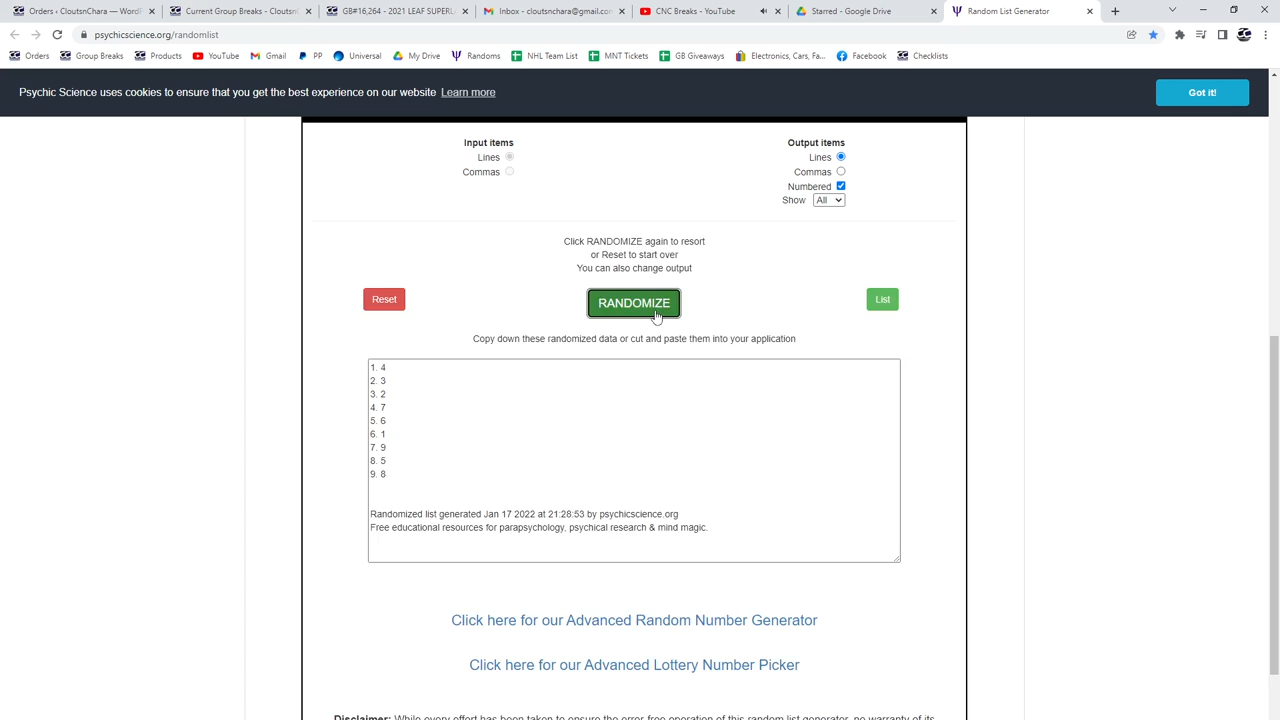 Orders ‹ CloutsnChara — WordPr
Current Group Breaks - Cloutsn
GB#16,264 - 2021 LEAF SUPERL
Inbox - cloutsnchara@gmail.com
CNC Breaks - YouTube
Starred - Google Drive
Random List Generator
psychicscience.org/randomlist
Orders
Group Breaks
Products
YouTube
Gmail
PP
Universal
My Drive
Randoms
NHL Team List
MNT Tickets
GB Giveaways
Electronics, Cars, Fa...
Facebook
Checklists
Psychic Science uses cookies to ensure that you get the best experience on our website Learn more
Got it!
Input items
Lines
Commas
Output items
Lines
Commas
Numbered
Show All
Click RANDOMIZE again to resort
or Reset to start over
You can also change output
Reset
RANDOMIZE
List
Copy down these randomized data or cut and paste them into your application
1. 4
2. 3
3. 2
4. 7
5. 6
6. 1
7. 9
8. 5
9. 8
Randomized list generated Jan 17 2022 at 21:28:53 by psychicscience.org
Free educational resources for parapsychology, psychical research & mind magic.
Click here for our Advanced Random Number Generator
Click here for our Advanced Lottery Number Picker
Disclaimer: While every effort has been taken to ensure the error-free operation of this random list generator, no warranty of its